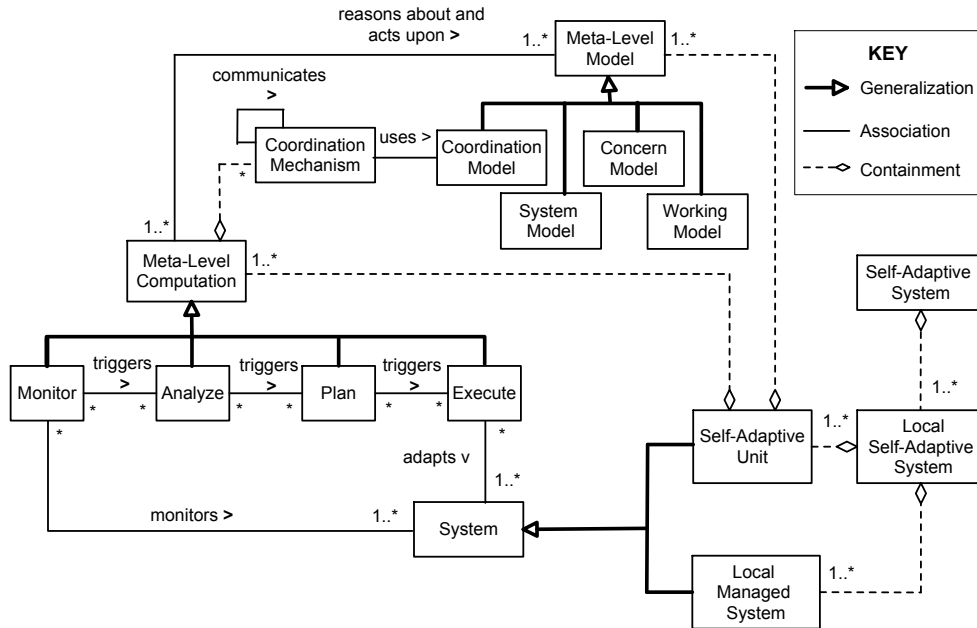 reasons about and
acts upon >
1..*
Meta-Level
Model
1..*
KEY
Generalization
Association
Containment
communicates
>
Coordination
Mechanism
*
uses >
Coordination
Model
Concern
Model
System
Model
Working
Model
1..*
Meta-Level
Computation
1..*
Self-Adaptive
System
triggers
>
triggers
>
triggers
>
Monitor
*
*
Analyze
*
*
Plan
*
*
Execute
*
*
1..*
1..*
Self-Adaptive
Unit
Local
Self-Adaptive
System
adapts v
1..*
monitors >
1..*
System
Local
Managed
System
1..*